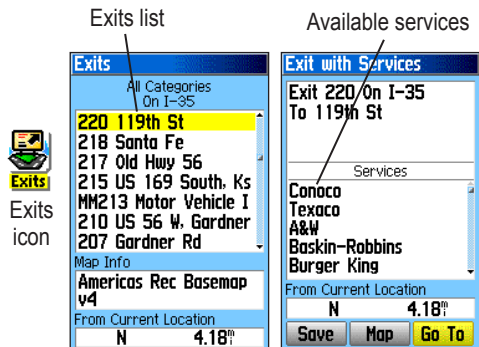 Exits list
Available services
Exits
All Categories
On I-35
220 119th St
218 Santa Fe
217 Old Hwy 56
215 US 169 South, Ks
MM213 Motor Vehicle I
210 US 56 W, Gardner
207 Gardner Rd
Map Info
Americas Rec Basemap
v4
From Current Location
N 4.18m
Exit with Services
Exit 220 On I-35
To 119th St
Services
Conoco
Texaco
A&W
Baskin-Robbins
Burger King
From Current Location
N 4.18m
Save Map Go To
Exits
Exits
icon